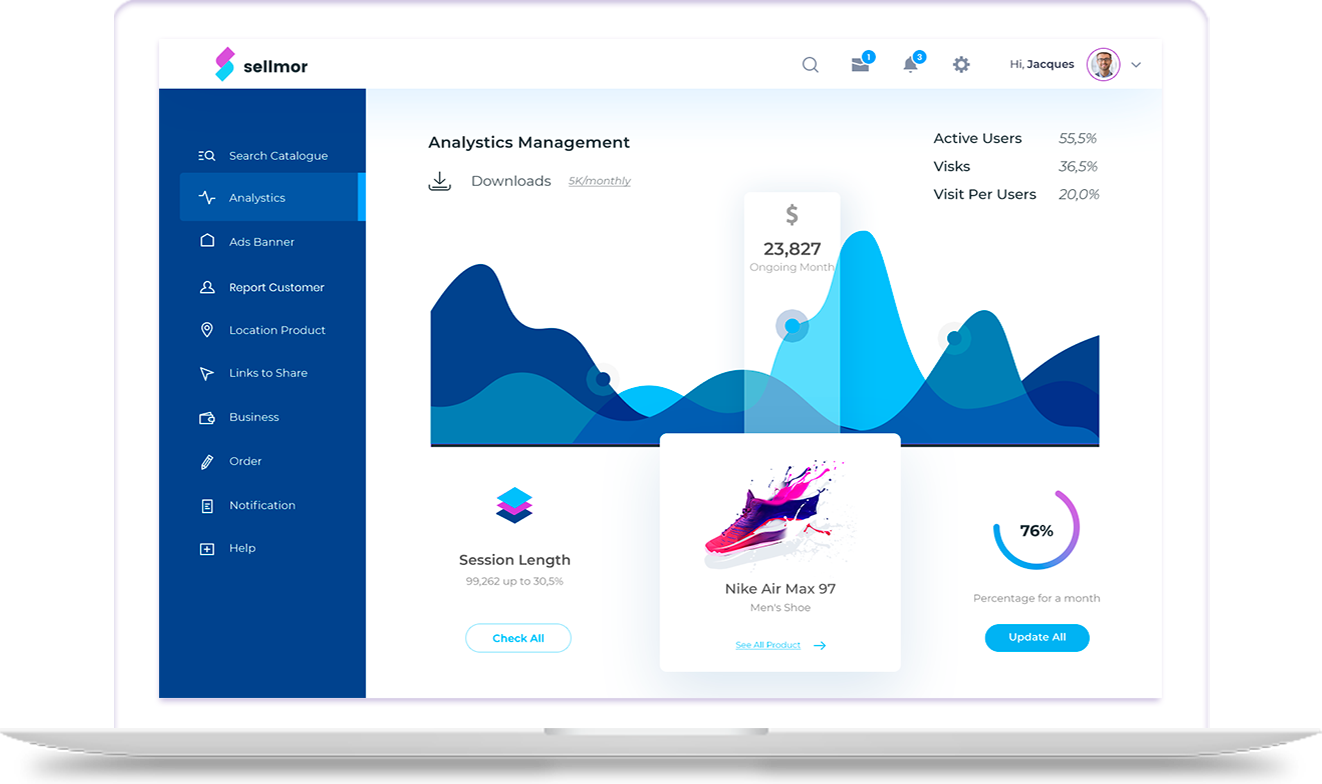 sellmor
1
3
Hi, Jacques
Search Catalogue
Analystics
Ads Banner
Report Customer
Location Product
Links to Share
Business
Order
Notification
Help
Analystics Management
Downloads 5K/monthly
Active Users 55,5%
Visks 36,5%
Visit Per Users 20,0%
$
23,827
Ongoing Month
Session Length
99,262 up to 30,5%
Check All
Nike Air Max 97
Men's Shoe
See All Product
76%
Percentage for a month
Update All